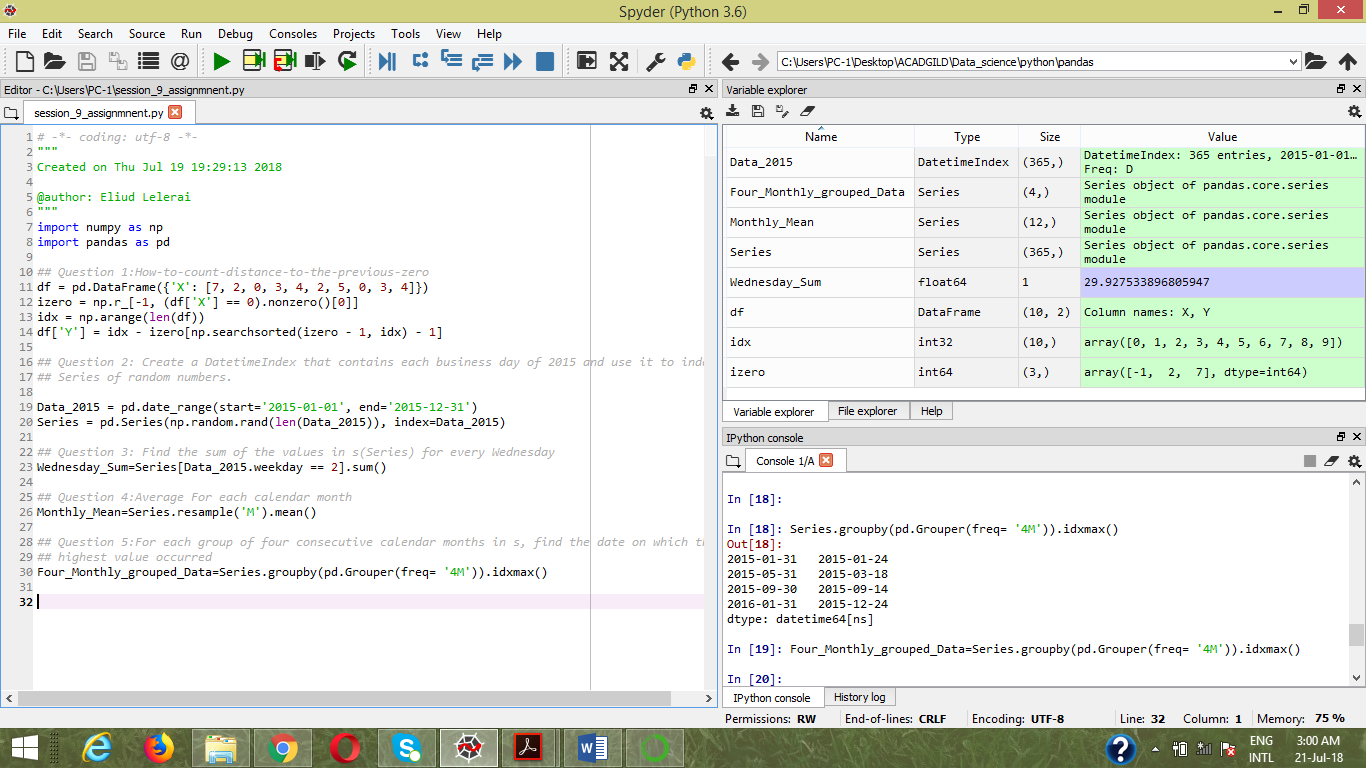 Spyder (Python 3.6)
File Edit Search Source Run Debug Consoles Projects Tools View Help
C:\Users\PC-1\Desktop\ACADGILD\Data_science\python\pandas
Editor - C:\Users\PC-1\session_9_assignmnent.py
session_9_assignmnent.py
1 # -*- coding: utf-8 -*-
2 """
3 Created on Thu Jul 19 19:29:13 2018
4
5 @author: Eliud Lelerai
6 """
7 import numpy as np
8 import pandas as pd
9
10 ## Question 1:How-to-count-distance-to-the-previous-zero
11 df = pd.DataFrame({'X': [7, 2, 0, 3, 4, 2, 5, 0, 3, 4]})
12 izero = np.r_[-1, (df['X'] == 0).nonzero()[0]]
13 idx = np.arange(len(df))
14 df['Y'] = idx - izero[np.searchsorted(izero - 1, idx) - 1]
15
16 ## Question 2: Create a DatetimeIndex that contains each business day of 2015 and use it to inde
17 ## Series of random numbers.
18
19 Data_2015 = pd.date_range(start='2015-01-01', end='2015-12-31')
20 Series = pd.Series(np.random.rand(len(Data_2015)), index=Data_2015)
21
22 ## Question 3: Find the sum of the values in s(Series) for every Wednesday
23 Wednesday_Sum=Series[Data_2015.weekday == 2].sum()
24
25 ## Question 4:Average For each calendar month
26 Monthly_Mean=Series.resample('M').mean()
27
28 ## Question 5:For each group of four consecutive calendar months in s, find the date on which th
29 ## highest value occurred
30 Four_Monthly_grouped_Data=Series.groupby(pd.Grouper(freq= '4M')).idxmax()
31
32
Variable explorer
Name Type Size Value
Data_2015 DatetimeIndex (365,) DatetimeIndex: 365 entries, 2015-01-01…
Freq: D
Four_Monthly_grouped_Data Series (4,) Series object of pandas.core.series
module
Monthly_Mean Series (12,) Series object of pandas.core.series
module
Series Series (365,) Series object of pandas.core.series
module
Wednesday_Sum float64 1 29.927533896805947
df DataFrame (10, 2) Column names: X, Y
idx int32 (10,) array([0, 1, 2, 3, 4, 5, 6, 7, 8, 9])
izero int64 (3,) array([-1,  2,  7], dtype=int64)
Variable explorer File explorer Help
IPython console
Console 1/A
In [18]:
In [18]: Series.groupby(pd.Grouper(freq= '4M')).idxmax()
Out[18]:
2015-01-31   2015-01-24
2015-05-31   2015-03-18
2015-09-30   2015-09-14
2016-01-31   2015-12-24
dtype: datetime64[ns]
In [19]: Four_Monthly_grouped_Data=Series.groupby(pd.Grouper(freq= '4M')).idxmax()
In [20]:
IPython console History log
Permissions: RW End-of-lines: CRLF Encoding: UTF-8 Line: 32 Column: 1 Memory: 75 %
ENG 3:00 AM
INTL 21-Jul-18